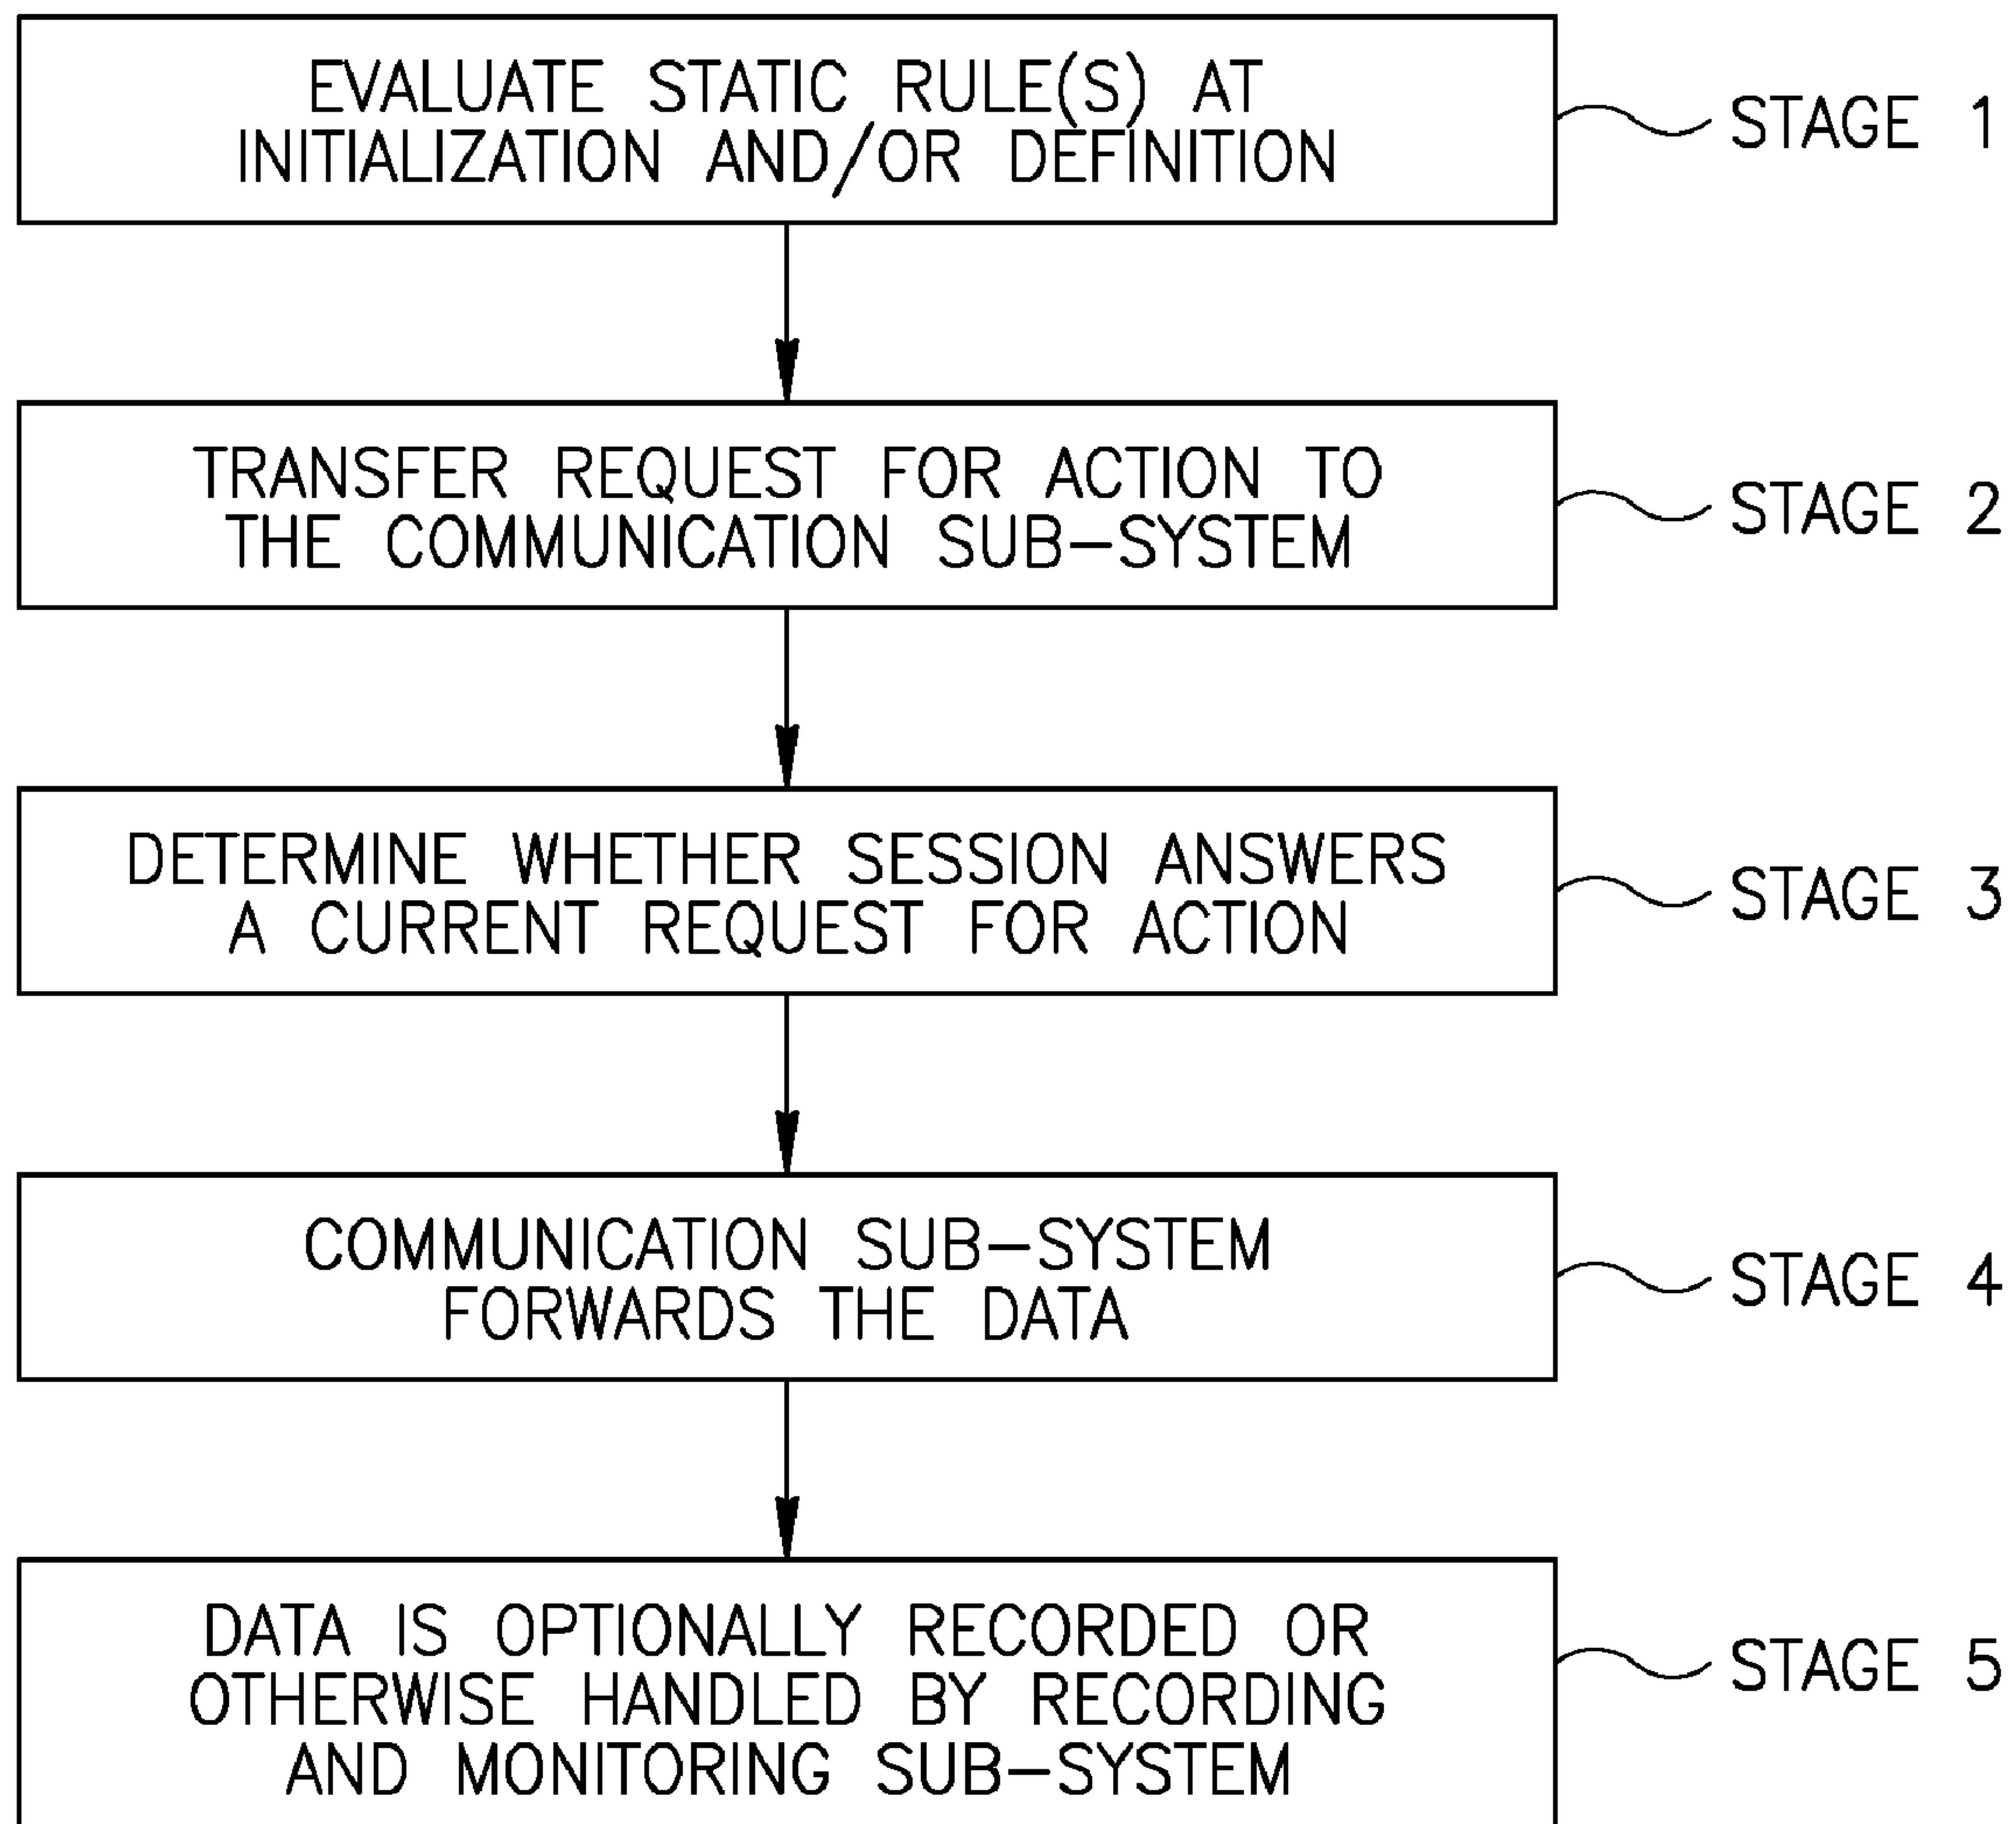 EVALUATE STATIC RULE(S) AT
INITIALIZATION AND/OR DEFINITION
STAGE 1
TRANSFER REQUEST FOR ACTION TO
THE COMMUNICATION SUB-SYSTEM
STAGE 2
DETERMINE WHETHER SESSION ANSWERS
A CURRENT REQUEST FOR ACTION
STAGE 3
COMMUNICATION SUB-SYSTEM
FORWARDS THE DATA
STAGE 4
DATA IS OPTIONALLY RECORDED OR
OTHERWISE HANDLED BY RECORDING
AND MONITORING SUB-SYSTEM
STAGE 5